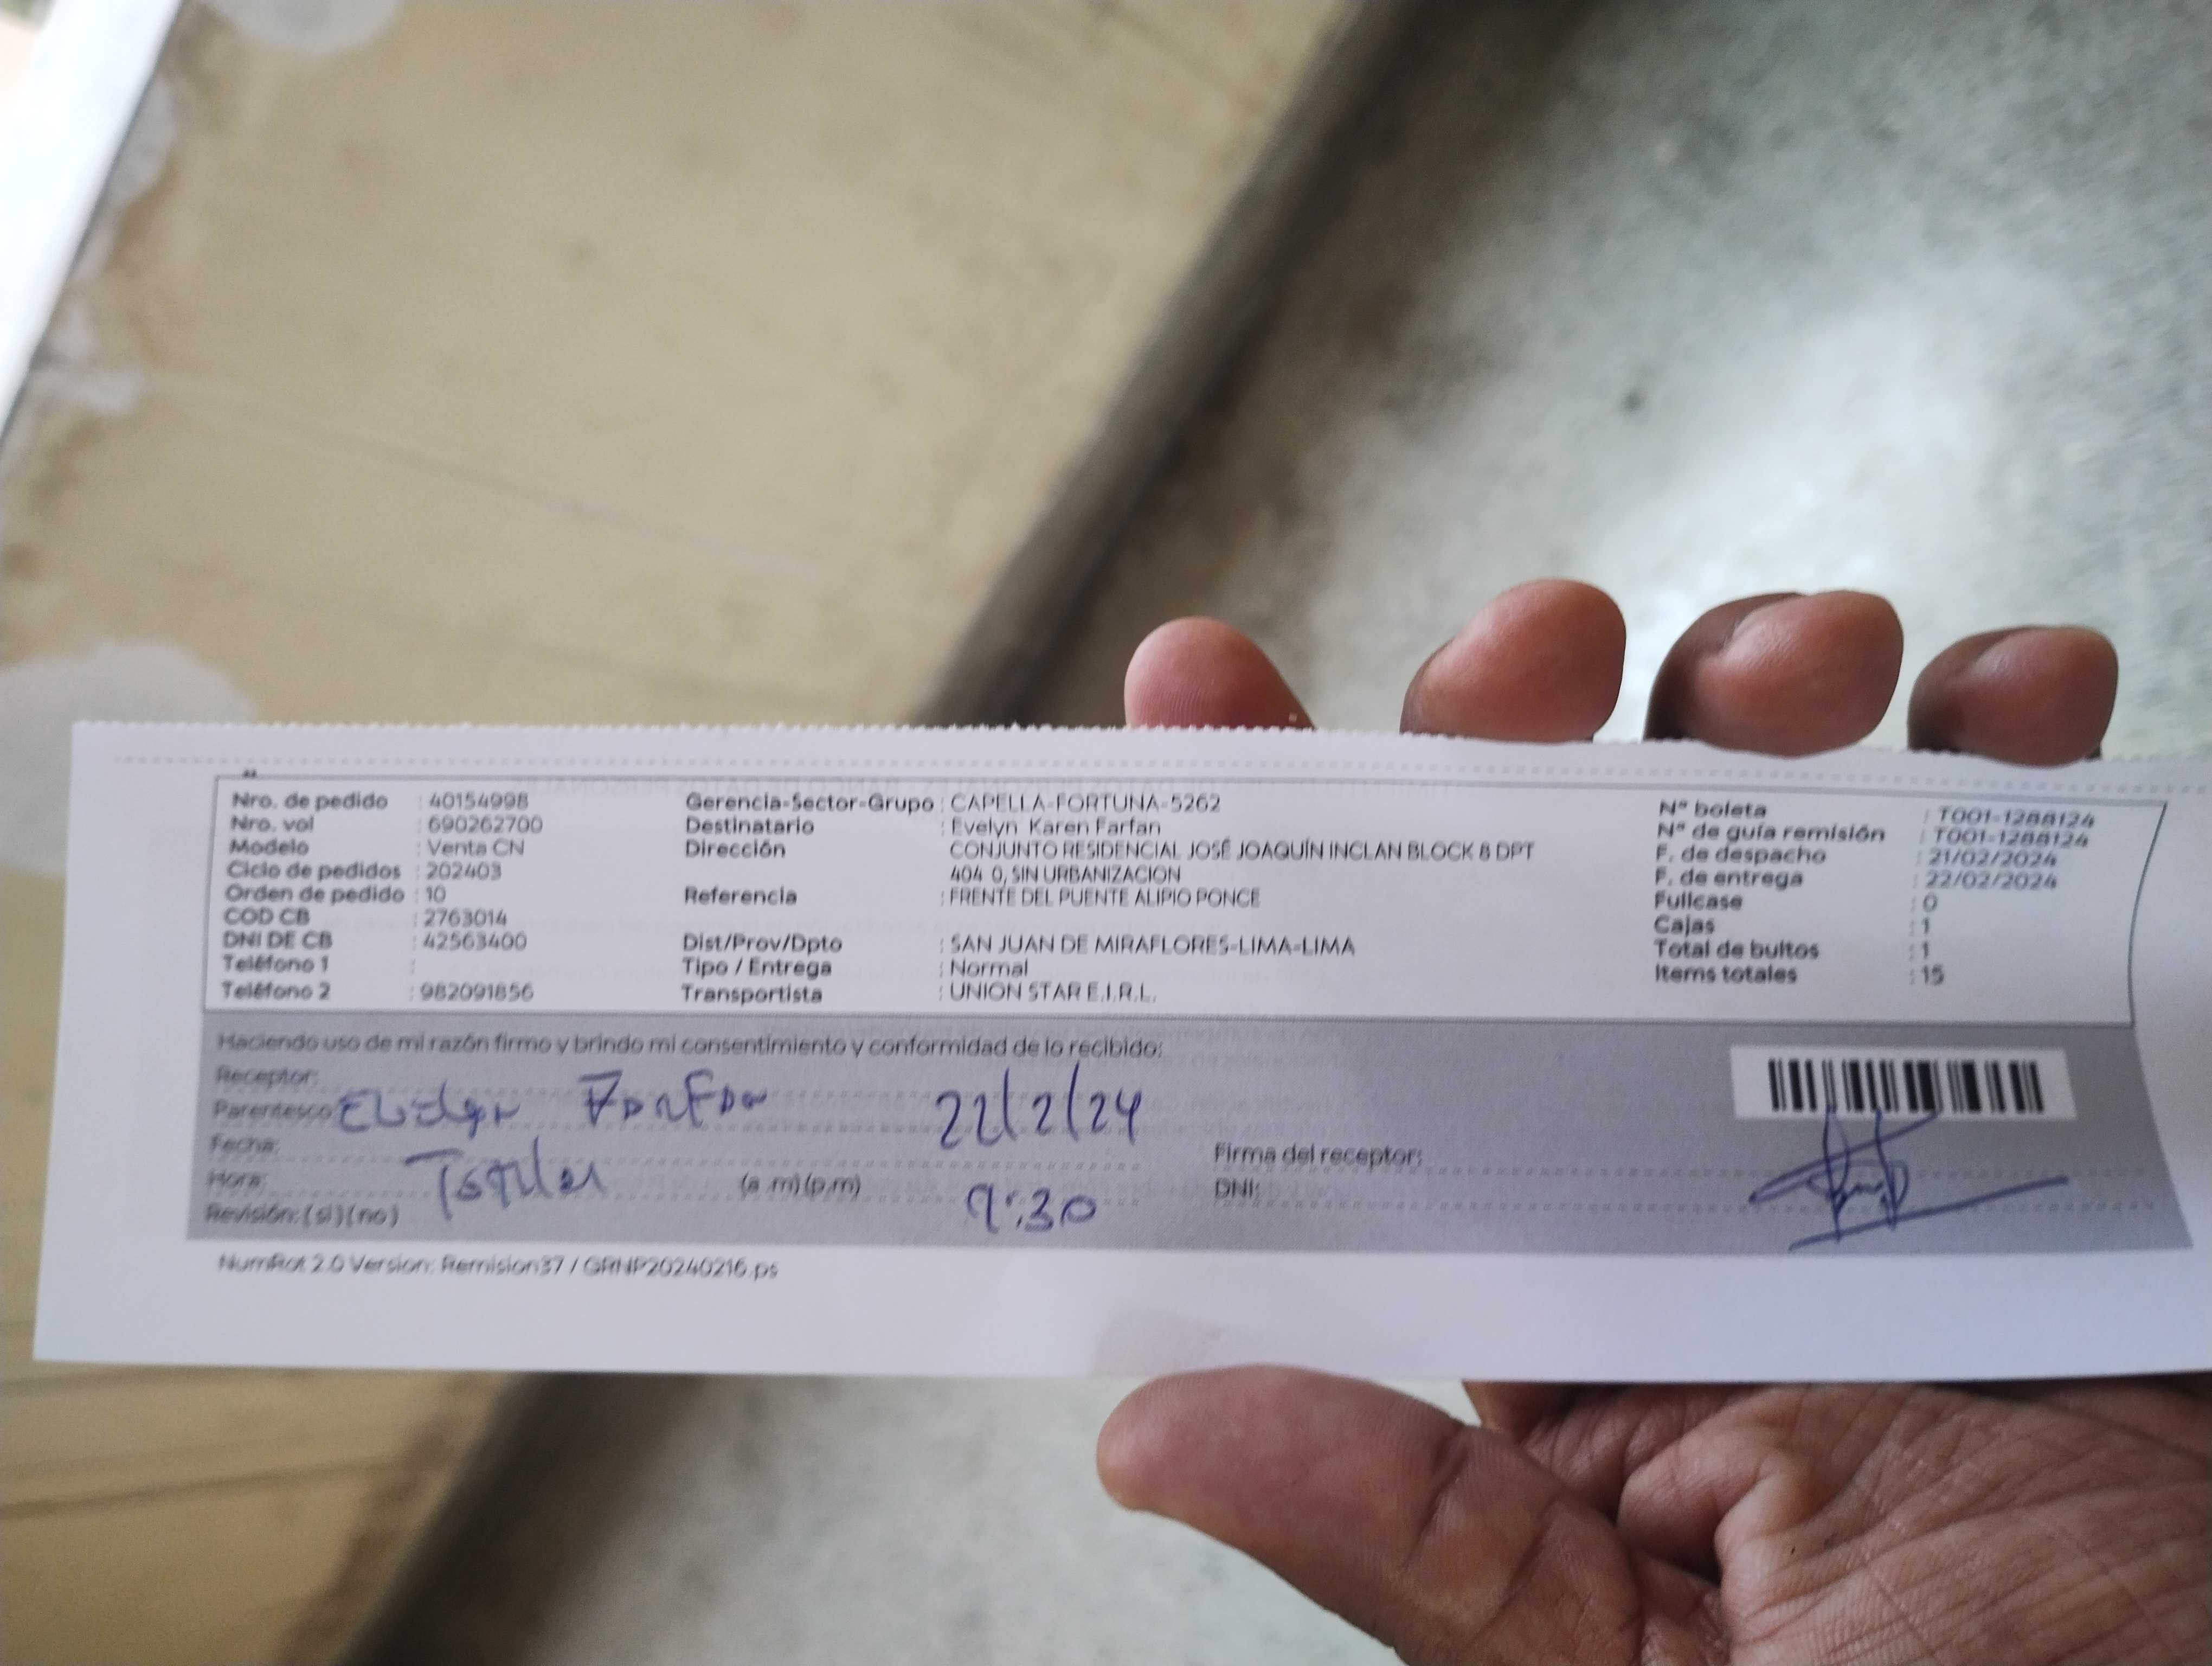 Nro. de pedido : 40154998
Nro. vol : 690262700
Modelo : Venta CN
Ciclo de pedidos : 202403
Orden de pedido : 10
COD CB : 2763014
DNI DE CB : 42563400
Teléfono 1 :
Teléfono 2 : 982091856
Gerencia-Sector-Grupo : CAPELLA-FORTUNA-5262
Destinatario : Evelyn Karen Farfan
Dirección CONJUNTO RESIDENCIAL JOSÉ JOAQUÍN INCLAN BLOCK 8 DPT
404 0, SIN URBANIZACION
Referencia : FRENTE DEL PUENTE ALIPIO PONCE
Dist/Prov/Dpto : SAN JUAN DE MIRAFLORES-LIMA-LIMA
Tipo / Entrega : Normal
Transportista : UNION STAR E.I.R.L.
N° boleta : T001-1288124
N° de guía remisión : T001-1288124
F. de despacho : 21/02/2024
F. de entrega : 22/02/2024
Fullcase : 0
Cajas : 1
Total de bultos : 1
Items totales : 15
Haciendo uso de mi razón firmo y brindo mi consentimiento y conformidad de lo recibido:
Receptor:
Parentesco Evelyn Farfan 22/2/24
Fecha:
Hora: Titular (a.m)(p.m) 9:30
Revisión: (si)(no)
Firma del receptor:
DNI:
NumRot 2.0 Version: Remision37 / GRNP20240216.ps